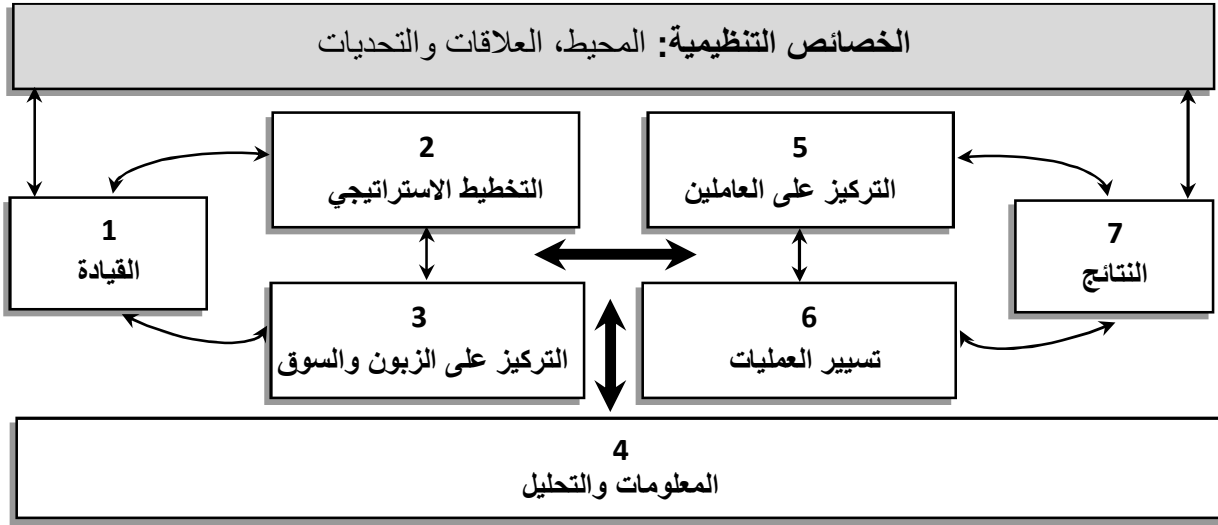 الخصائص التنظيمية: المحيط، العلاقات والتحديات
1
القيادة
2
التخطيط الاستراتيجي
3
التركيز على الزبون والسوق
5
التركيز على العاملين
6
تسيير العمليات
7
النتائج
4
المعلومات والتحليل